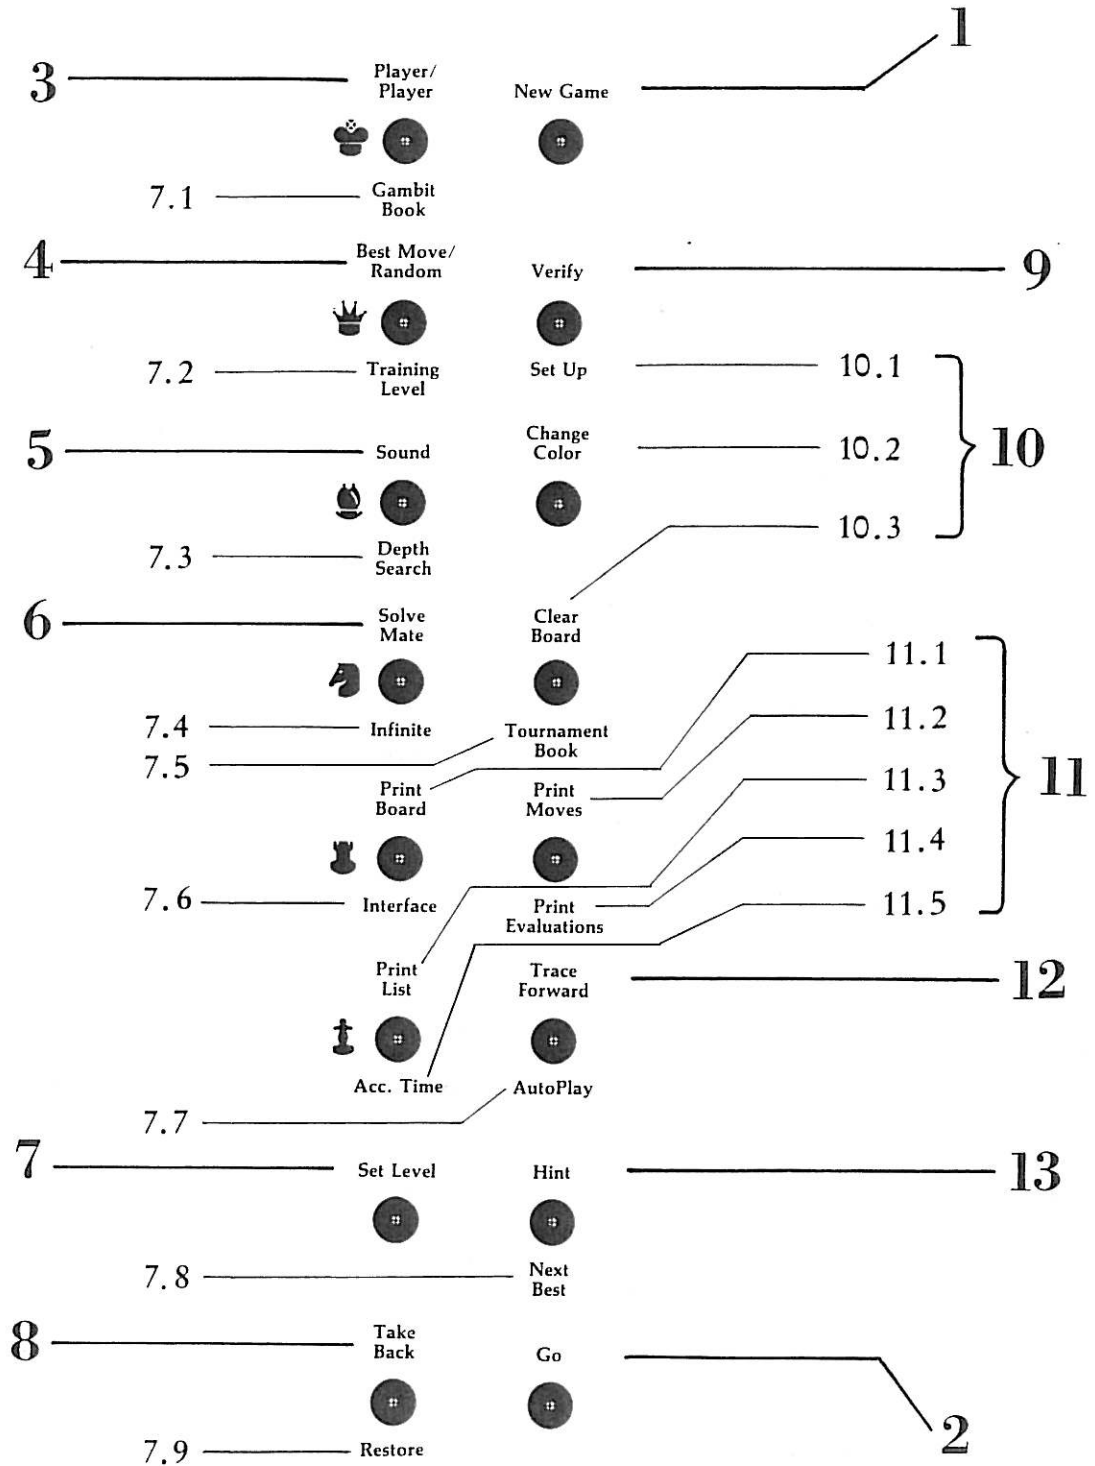 1
3
Player/
Player
New Game
7.1
Gambit
Book
4
Best Move/
Random
Verify
9
7.2
Training
Level
Set Up
10.1
5
Sound
Change
Color
10.2
10
7.3
Depth
Search
10.3
6
Solve
Mate
Clear
Board
11.1
7.4
Infinite
Tournament
Book
11.2
7.5
Print
Board
Print
Moves
11.3
11
11.4
7.6
Interface
Print
Evaluations
11.5
Print
List
Trace
Forward
12
Acc. Time
AutoPlay
7.7
7
Set Level
Hint
13
7.8
Next
Best
8
Take
Back
Go
2
7.9
Restore